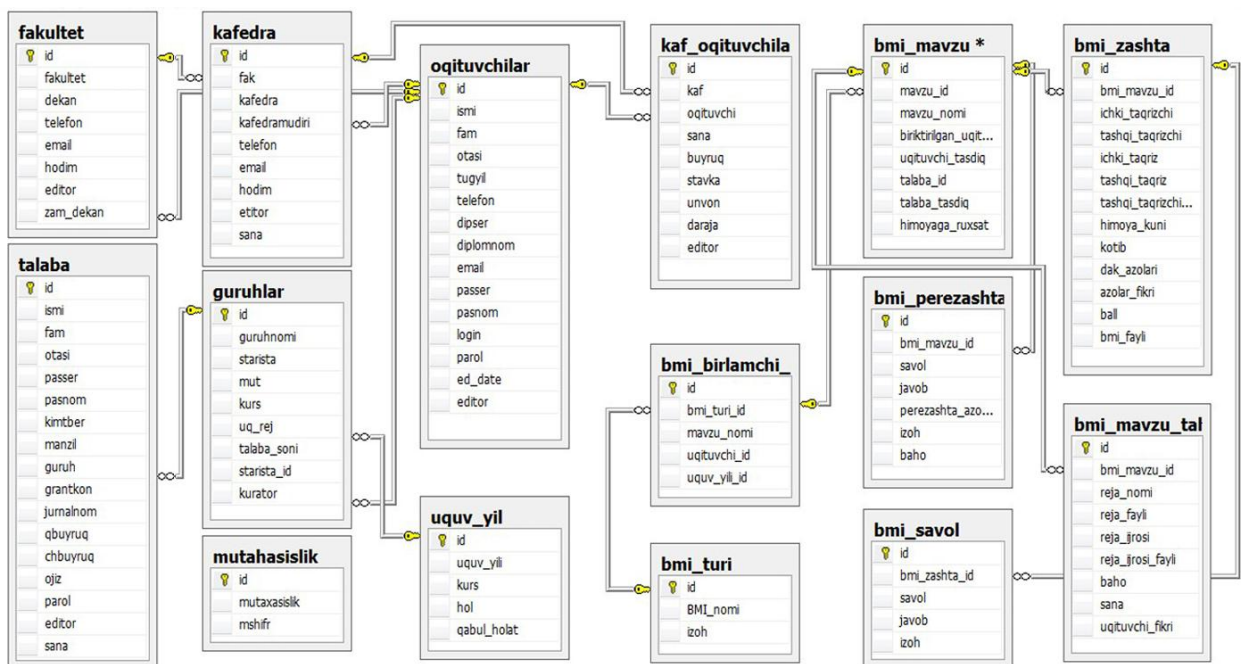 fakultet
id
fakultet
dekan
telefon
email
hodim
editor
zam_dekan
kafedra
id
fak
kafedra
kafedramudiri
telefon
email
hodim
etitor
sana
oqituvchilar
id
ismi
fam
otasi
tugyil
telefon
dipser
diplomnom
email
passer
pasnom
login
parol
ed_date
editor
kaf_oqituvchila
id
kaf
oqituvchi
sana
buyruq
stavka
unvon
daraja
editor
bmi_mavzu *
id
mavzu_id
mavzu_nomi
biriktirilgan_uqit...
uqituvchi_tasdiq
talaba_id
talaba_tasdiq
himoyaga_ruxsat
bmi_zashta
id
bmi_mavzu_id
ichki_taqrizchi
tashqi_taqrizchi
ichki_taqriz
tashqi_taqriz
tashqi_taqrizchi...
himoya_kuni
kotib
dak_azolari
azolar_fikri
ball
bmi_fayli
talaba
id
ismi
fam
otasi
passer
pasnom
kimtber
manzil
guruh
grantkon
jurnalnom
qbuyruq
chbuyruq
ojiz
parol
editor
sana
guruhlar
id
guruhnomi
starista
mut
kurs
uq_rej
talaba_soni
starista_id
kurator
mutahasislik
id
mutaxasislik
mshifr
uquv_yil
id
uquv_yili
kurs
hol
qabul_holat
bmi_birlamchi_
id
bmi_turi_id
mavzu_nomi
uqituvchi_id
uquv_yili_id
bmi_turi
id
BMI_nomi
izoh
bmi_perezashta
id
bmi_mavzu_id
savol
javob
perezashta_azo...
izoh
baho
bmi_savol
id
bmi_zashta_id
savol
javob
izoh
bmi_mavzu_tal
id
bmi_mavzu_id
reja_nomi
reja_fayli
reja_ijrosi
reja_ijrosi_fayli
baho
sana
uqituvchi_fikri